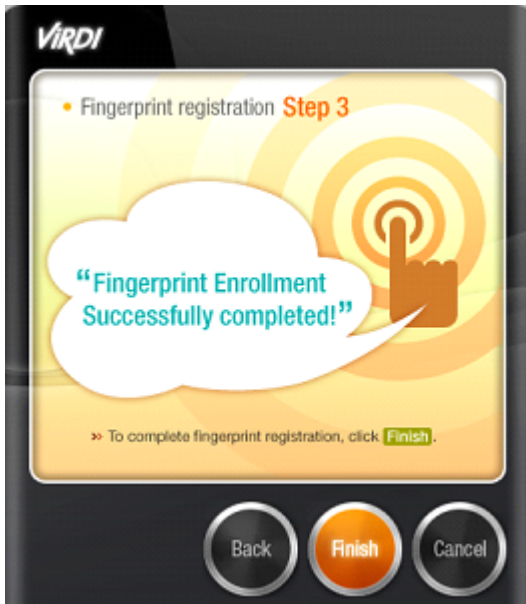 ViRDI
• Fingerprint registration Step 3
“Fingerprint Enrollment
Successfully completed!”
» To complete fingerprint registration, click Finish.
Back
Finish
Cancel